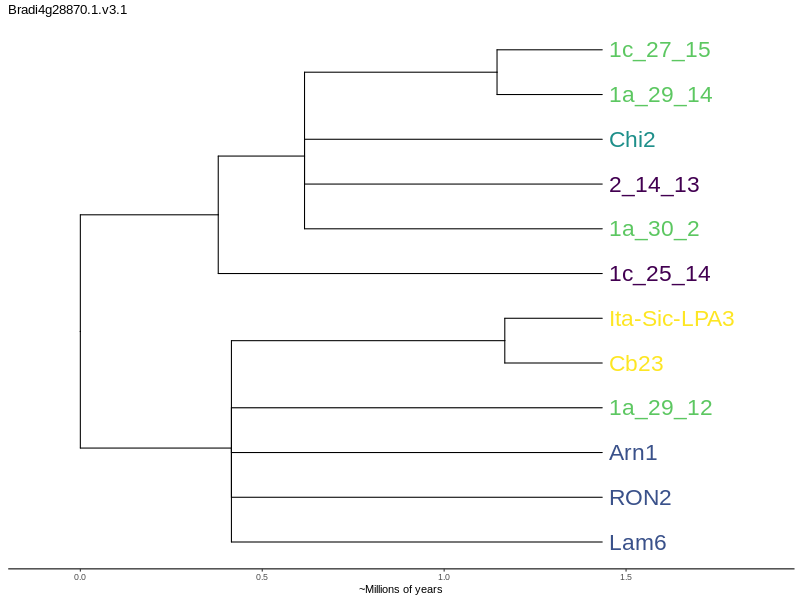 Bradi4g28870.1.v3.1
1c_27_15
1a_29_14
Chi2
2_14_13
1a_30_2
1c_25_14
Ita-Sic-LPA3
Cb23
1a_29_12
Arn1
RON2
Lam6
0.0 0.5 1.0 1.5
~Millions of years